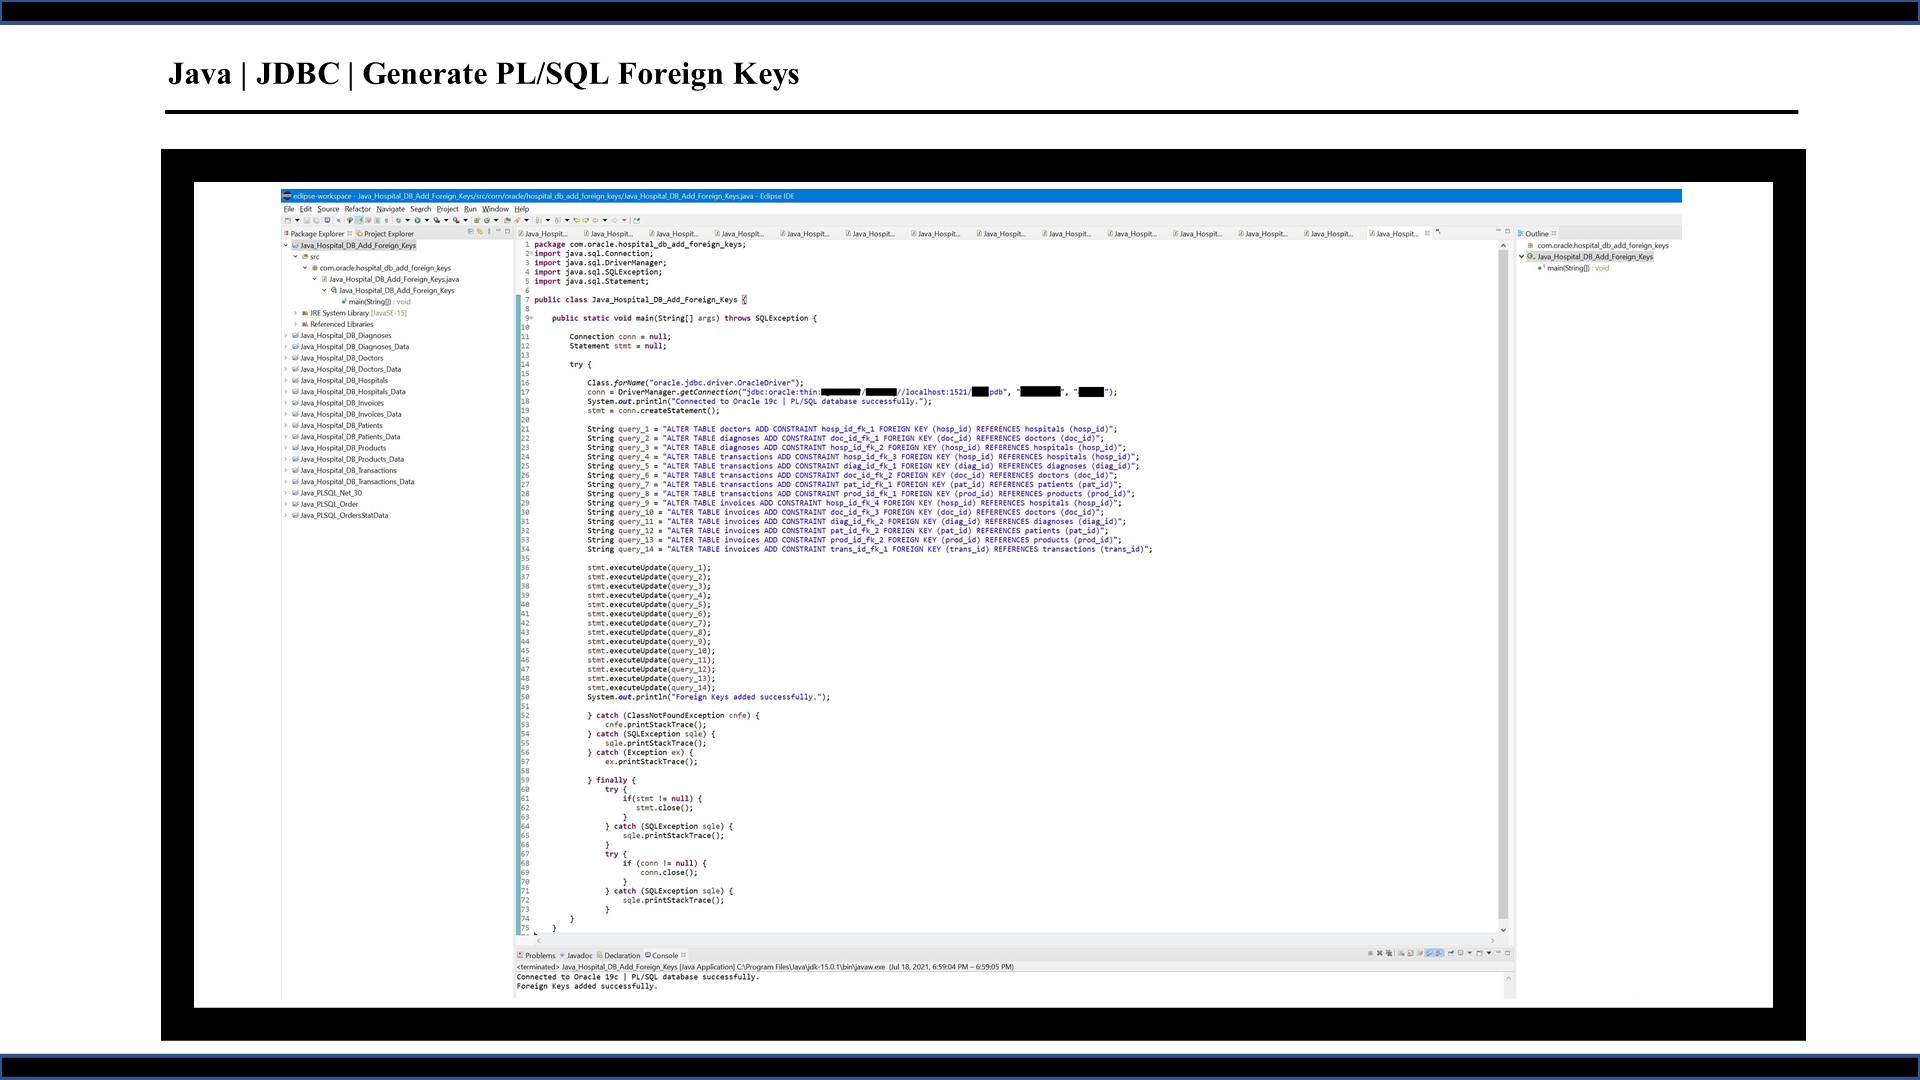 Java | JDBC | Generate PL/SQL Foreign Keys
eclipse-workspace - Java_Hospital_DB_Add_Foreign_Keys/src/com/oracle/hospital_db_add_foreign_keys/Java_Hospital_DB_Add_Foreign_Keys.java - Eclipse IDE
File Edit Source Refactor Navigate Search Project Run Window Help
Package Explorer Project Explorer
Java_Hospital_DB_Add_Foreign_Keys
src
com.oracle.hospital_db_add_foreign_keys
Java_Hospital_DB_Add_Foreign_Keys.java
Java_Hospital_DB_Add_Foreign_Keys
main(String[]) : void
JRE System Library [JavaSE-15]
Referenced Libraries
Java_Hospital_DB_Diagnoses
Java_Hospital_DB_Diagnoses_Data
Java_Hospital_DB_Doctors
Java_Hospital_DB_Doctors_Data
Java_Hospital_DB_Hospitals
Java_Hospital_DB_Hospitals_Data
Java_Hospital_DB_Invoices
Java_Hospital_DB_Invoices_Data
Java_Hospital_DB_Patients
Java_Hospital_DB_Patients_Data
Java_Hospital_DB_Products
Java_Hospital_DB_Products_Data
Java_Hospital_DB_Transactions
Java_Hospital_DB_Transactions_Data
Java_PLSQL_Net_30
Java_PLSQL_Order
Java_PLSQL_OrdersStatData
Java_Hospit... Java_Hospit... Java_Hospit... Java_Hospit... Java_Hospit... Java_Hospit... Java_Hospit... Java_Hospit... Java_Hospit... Java_Hospit... Java_Hospit... Java_Hospit... Java_Hospit... Java_Hospit...
1 package com.oracle.hospital_db_add_foreign_keys;
2 import java.sql.Connection;
3 import java.sql.DriverManager;
4 import java.sql.SQLException;
5 import java.sql.Statement;
6
7 public class Java_Hospital_DB_Add_Foreign_Keys {
8
9 public static void main(String[] args) throws SQLException {
10
11 Connection conn = null;
12 Statement stmt = null;
13
14 try {
15
16 Class.forName("oracle.jdbc.driver.OracleDriver");
17 conn = DriverManager.getConnection("jdbc:oracle:thin: / //localhost:1521/ pdb", " ", " ");
18 System.out.println("Connected to Oracle 19c | PL/SQL database successfully.");
19 stmt = conn.createStatement();
20
21 String query_1 = "ALTER TABLE doctors ADD CONSTRAINT hosp_id_fk_1 FOREIGN KEY (hosp_id) REFERENCES hospitals (hosp_id)";
22 String query_2 = "ALTER TABLE diagnoses ADD CONSTRAINT doc_id_fk_1 FOREIGN KEY (doc_id) REFERENCES doctors (doc_id)";
23 String query_3 = "ALTER TABLE diagnoses ADD CONSTRAINT hosp_id_fk_2 FOREIGN KEY (hosp_id) REFERENCES hospitals (hosp_id)";
24 String query_4 = "ALTER TABLE transactions ADD CONSTRAINT hosp_id_fk_3 FOREIGN KEY (hosp_id) REFERENCES hospitals (hosp_id)";
25 String query_5 = "ALTER TABLE transactions ADD CONSTRAINT diag_id_fk_1 FOREIGN KEY (diag_id) REFERENCES diagnoses (diag_id)";
26 String query_6 = "ALTER TABLE transactions ADD CONSTRAINT doc_id_fk_2 FOREIGN KEY (doc_id) REFERENCES doctors (doc_id)";
27 String query_7 = "ALTER TABLE transactions ADD CONSTRAINT pat_id_fk_1 FOREIGN KEY (pat_id) REFERENCES patients (pat_id)";
28 String query_8 = "ALTER TABLE transactions ADD CONSTRAINT prod_id_fk_1 FOREIGN KEY (prod_id) REFERENCES products (prod_id)";
29 String query_9 = "ALTER TABLE invoices ADD CONSTRAINT hosp_id_fk_4 FOREIGN KEY (hosp_id) REFERENCES hospitals (hosp_id)";
30 String query_10 = "ALTER TABLE invoices ADD CONSTRAINT doc_id_fk_3 FOREIGN KEY (doc_id) REFERENCES doctors (doc_id)";
31 String query_11 = "ALTER TABLE invoices ADD CONSTRAINT diag_id_fk_2 FOREIGN KEY (diag_id) REFERENCES diagnoses (diag_id)";
32 String query_12 = "ALTER TABLE invoices ADD CONSTRAINT pat_id_fk_2 FOREIGN KEY (pat_id) REFERENCES patients (pat_id)";
33 String query_13 = "ALTER TABLE invoices ADD CONSTRAINT prod_id_fk_2 FOREIGN KEY (prod_id) REFERENCES products (prod_id)";
34 String query_14 = "ALTER TABLE invoices ADD CONSTRAINT trans_id_fk_1 FOREIGN KEY (trans_id) REFERENCES transactions (trans_id)";
35
36 stmt.executeUpdate(query_1);
37 stmt.executeUpdate(query_2);
38 stmt.executeUpdate(query_3);
39 stmt.executeUpdate(query_4);
40 stmt.executeUpdate(query_5);
41 stmt.executeUpdate(query_6);
42 stmt.executeUpdate(query_7);
43 stmt.executeUpdate(query_8);
44 stmt.executeUpdate(query_9);
45 stmt.executeUpdate(query_10);
46 stmt.executeUpdate(query_11);
47 stmt.executeUpdate(query_12);
48 stmt.executeUpdate(query_13);
49 stmt.executeUpdate(query_14);
50 System.out.println("Foreign Keys added successfully.");
51
52 } catch (ClassNotFoundException cnfe) {
53 cnfe.printStackTrace();
54 } catch (SQLException sqle) {
55 sqle.printStackTrace();
56 } catch (Exception ex) {
57 ex.printStackTrace();
58
59 } finally {
60 try {
61 if(stmt != null) {
62 stmt.close();
63 }
64 } catch (SQLException sqle) {
65 sqle.printStackTrace();
66 }
67 try {
68 if (conn != null) {
69 conn.close();
70 }
71 } catch (SQLException sqle) {
72 sqle.printStackTrace();
73 }
74 }
75 }
Outline
com.oracle.hospital_db_add_foreign_keys
Java_Hospital_DB_Add_Foreign_Keys
main(String[]) : void
Problems Javadoc Declaration Console
<terminated> Java_Hospital_DB_Add_Foreign_Keys [Java Application] C:\Program Files\Java\jdk-15.0.1\bin\javaw.exe (Jul 18, 2021, 6:59:04 PM – 6:59:05 PM)
Connected to Oracle 19c | PL/SQL database successfully.
Foreign Keys added successfully.